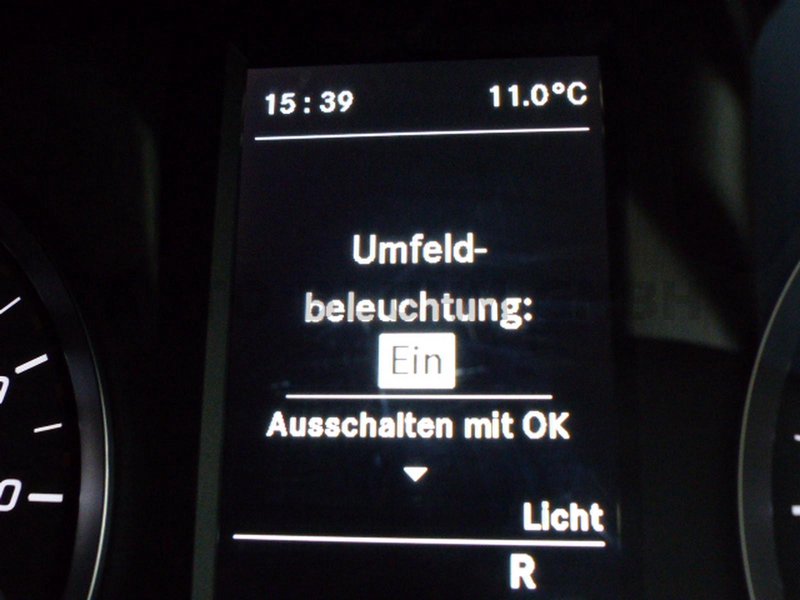 15:39 11.0°C
Umfeld-
beleuchtung:
Ein
Ausschalten mit OK
Licht
R